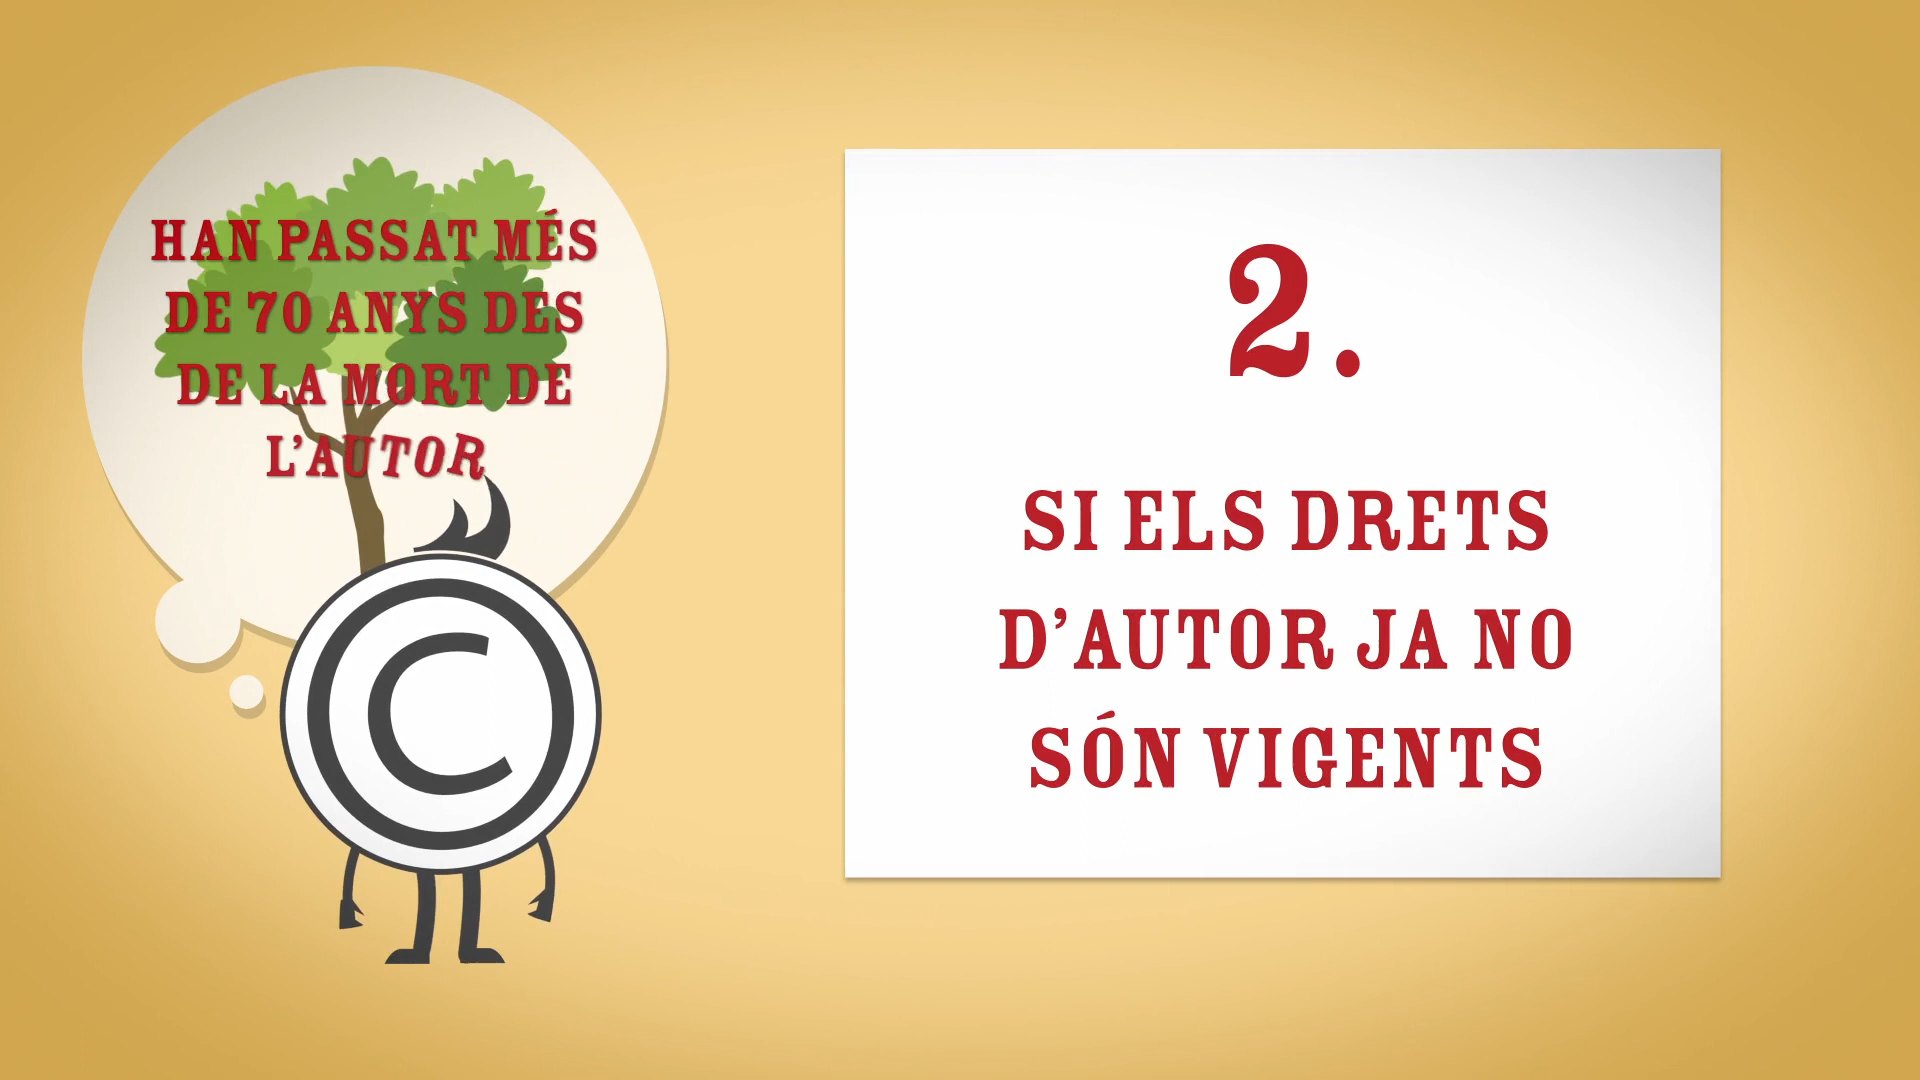 HAN PASSAT MÉS
DE 70 ANYS DES
DE LA MORT DE
L'AUTOR
©
2.
SI ELS DRETS
D'AUTOR JA NO
SÓN VIGENTS